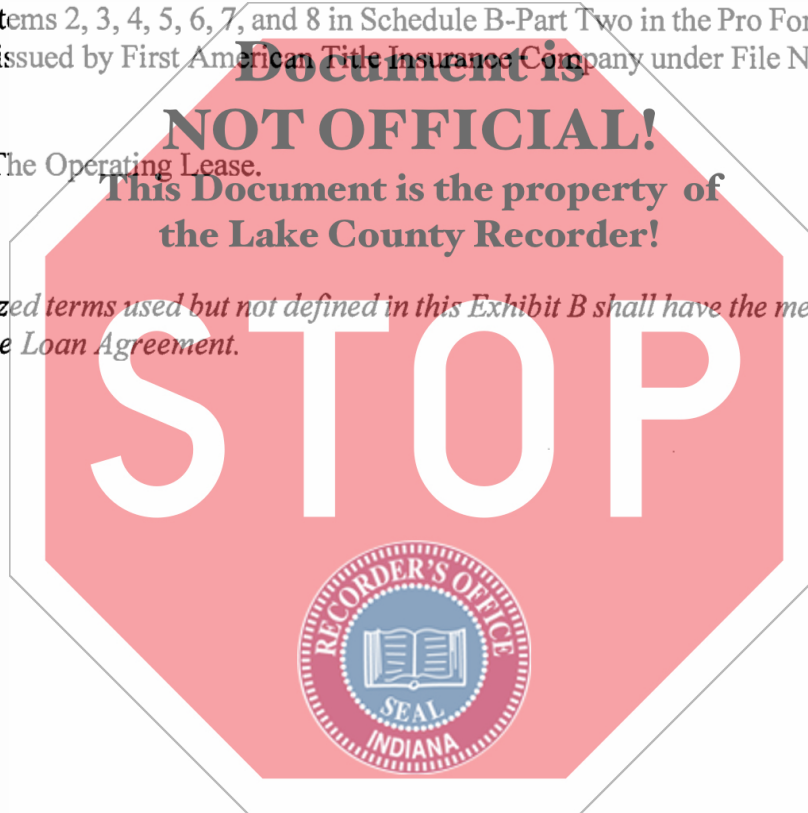 tems 2, 3, 4, 5, 6, 7, and 8 in Schedule B-Part Two in the Pro For
issued by First American Title Insurance Company under File N
Document is
NOT OFFICIAL!
The Operating Lease.
This Document is the property of
the Lake County Recorder!
zed terms used but not defined in this Exhibit B shall have the me
e Loan Agreement.
STOP
RECORDER'S OFFICE
SEAL
INDIANA